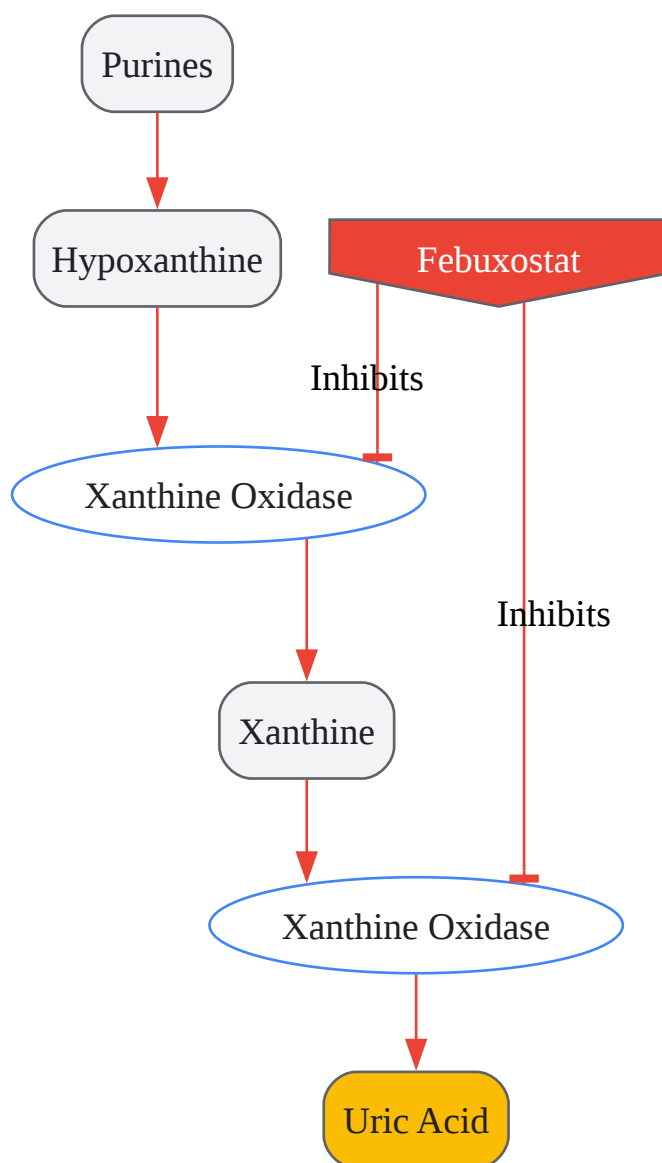 Purines
Hypoxanthine
Febuxostat
Inhibits
Xanthine Oxidase
Inhibits
Xanthine
Xanthine Oxidase
Uric Acid